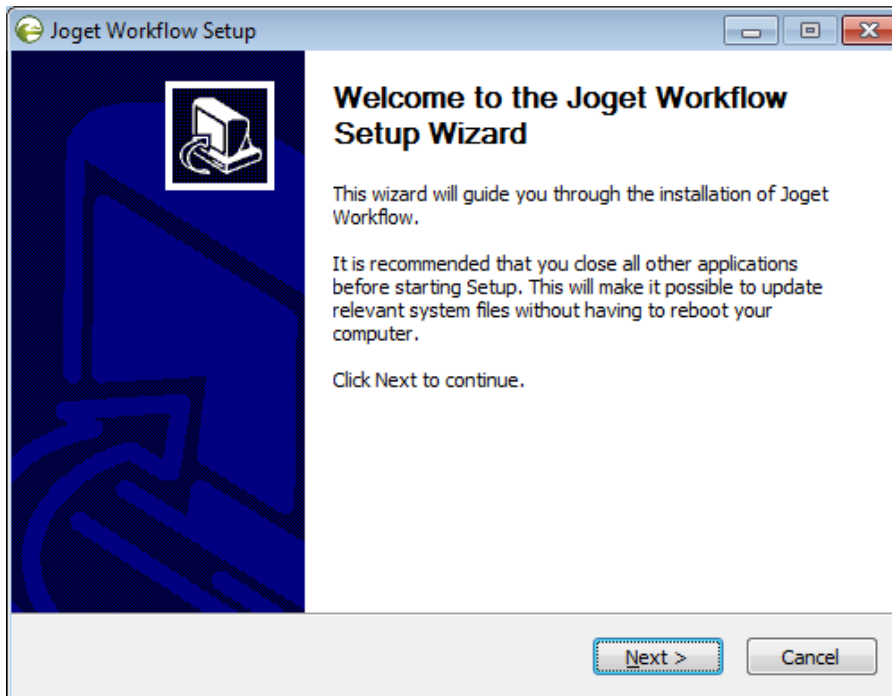 Joget Workflow Setup
Welcome to the Joget Workflow
Setup Wizard
This wizard will guide you through the installation of Joget
Workflow.
It is recommended that you close all other applications
before starting Setup. This will make it possible to update
relevant system files without having to reboot your
computer.
Click Next to continue.
Next >
Cancel